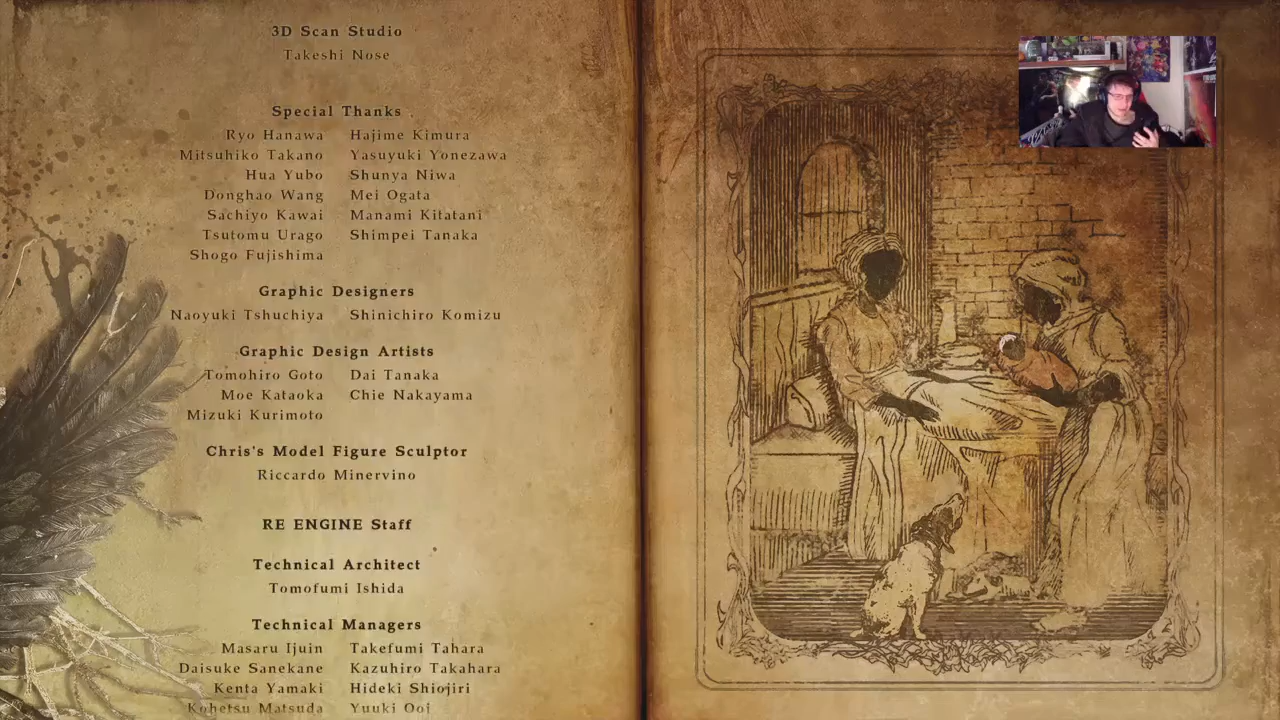 3D Scan Studio
Takeshi Nose
Special Thanks
Ryo Hanawa Hajime Kimura
Mitsuhiko Takano Yasuyuki Yonezawa
Hua Yubo Shunya Niwa
Donghao Wang Mei Ogata
Sachiyo Kawai Manami Kitatani
Tsutomu Urago Shimpei Tanaka
Shogo Fujishima
Graphic Designers
Naoyuki Tshuchiya Shinichiro Komizu
Graphic Design Artists
Tomohiro Goto Dai Tanaka
Moe Kataoka Chie Nakayama
Mizuki Kurimoto
Chris's Model Figure Sculptor
Riccardo Minervino
RE ENGINE Staff
Technical Architect
Tomofumi Ishida
Technical Managers
Masaru Ijuin Takefumi Tahara
Daisuke Sanekane Kazuhiro Takahara
Kenta Yamaki Hideki Shiojiri
Kohetsu Matsuda Yuuki Ooi